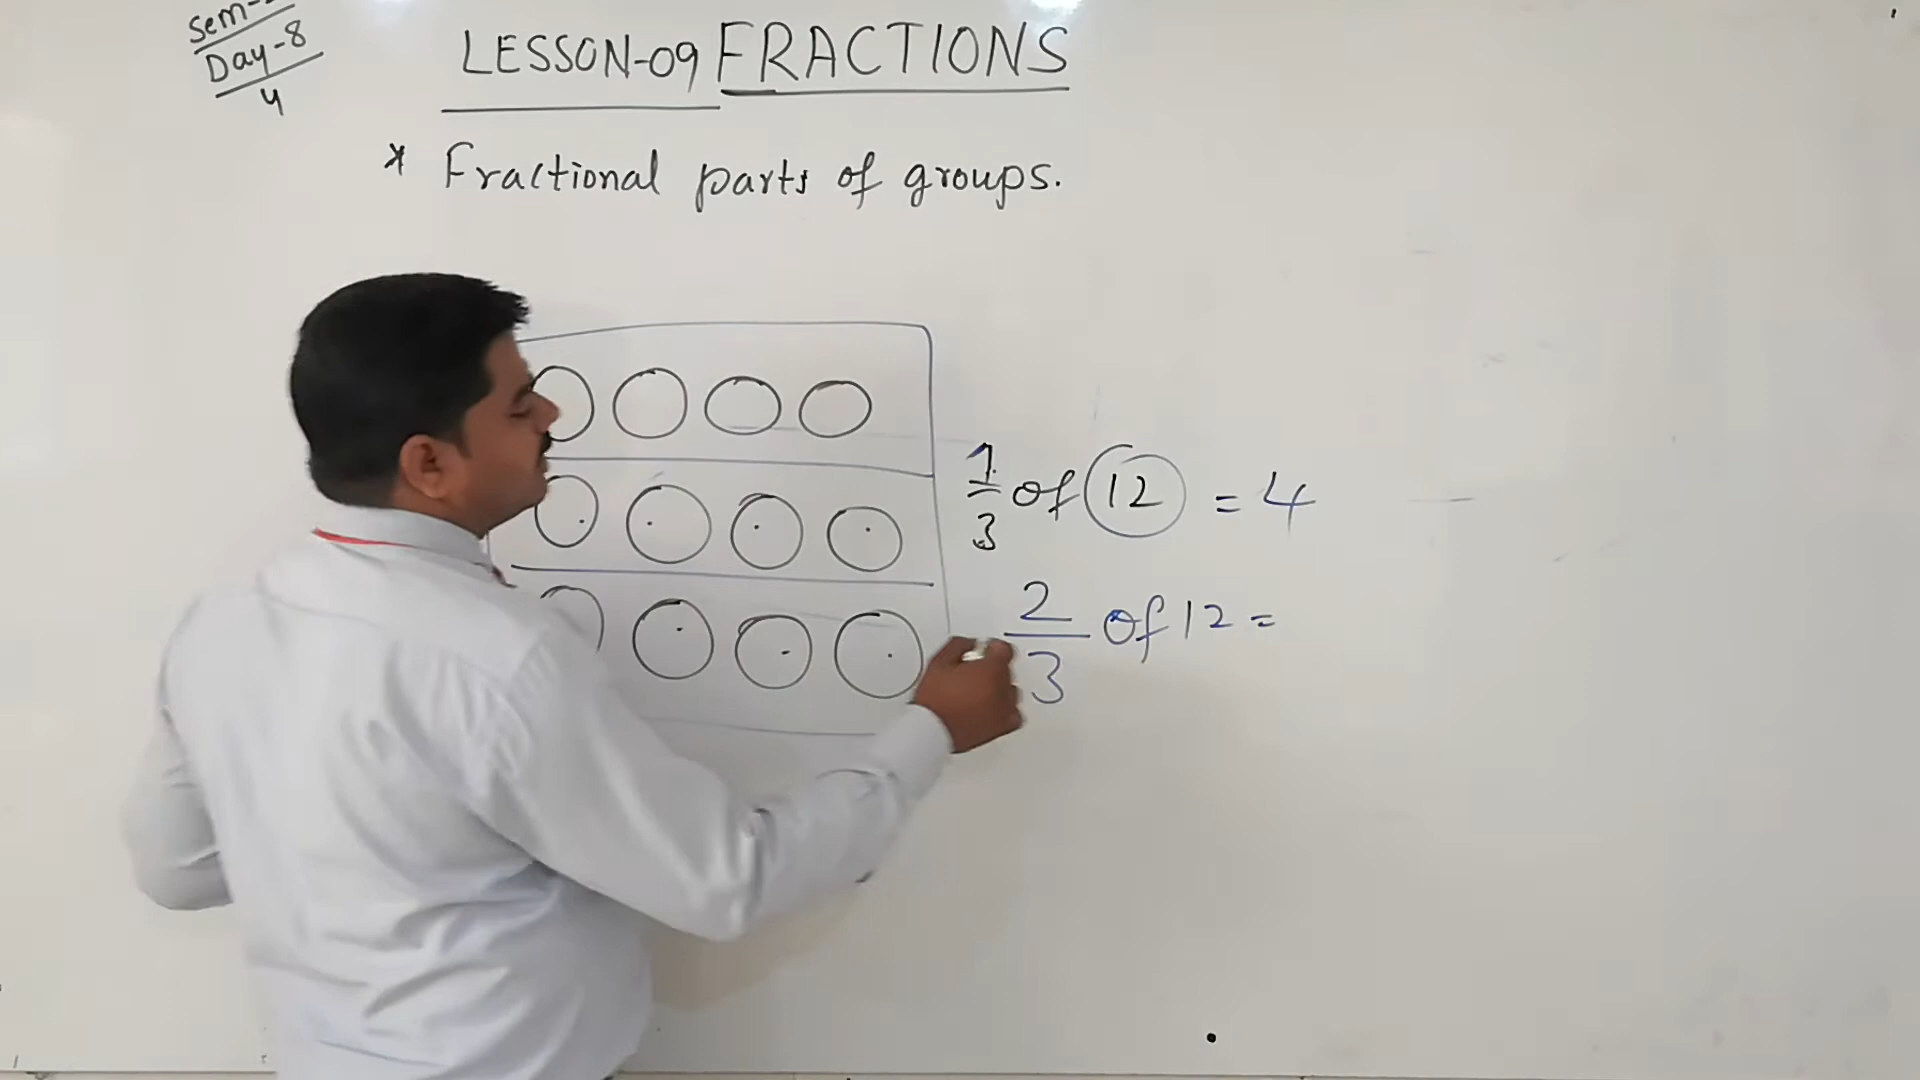 Sem-
Day-8
4
LESSON-09 FRACTIONS
* Fractional parts of groups.
1/3 of 12 = 4
2/3 of 12 =